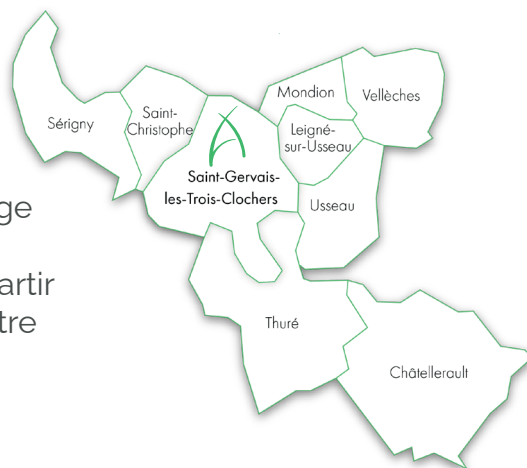 Sérigny
Saint-
Christophe
Mondion
Vellèches
Leigné-
sur-Usseau
Saint-Gervais-
les-Trois-Clochers
Usseau
ge
artir
tre
Thuré
Châtellerault